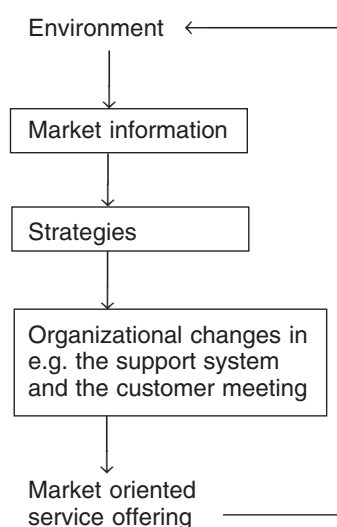 Environment
Market information
Strategies
Organizational changes in
e.g. the support system
and the customer meeting
Market oriented
service offering